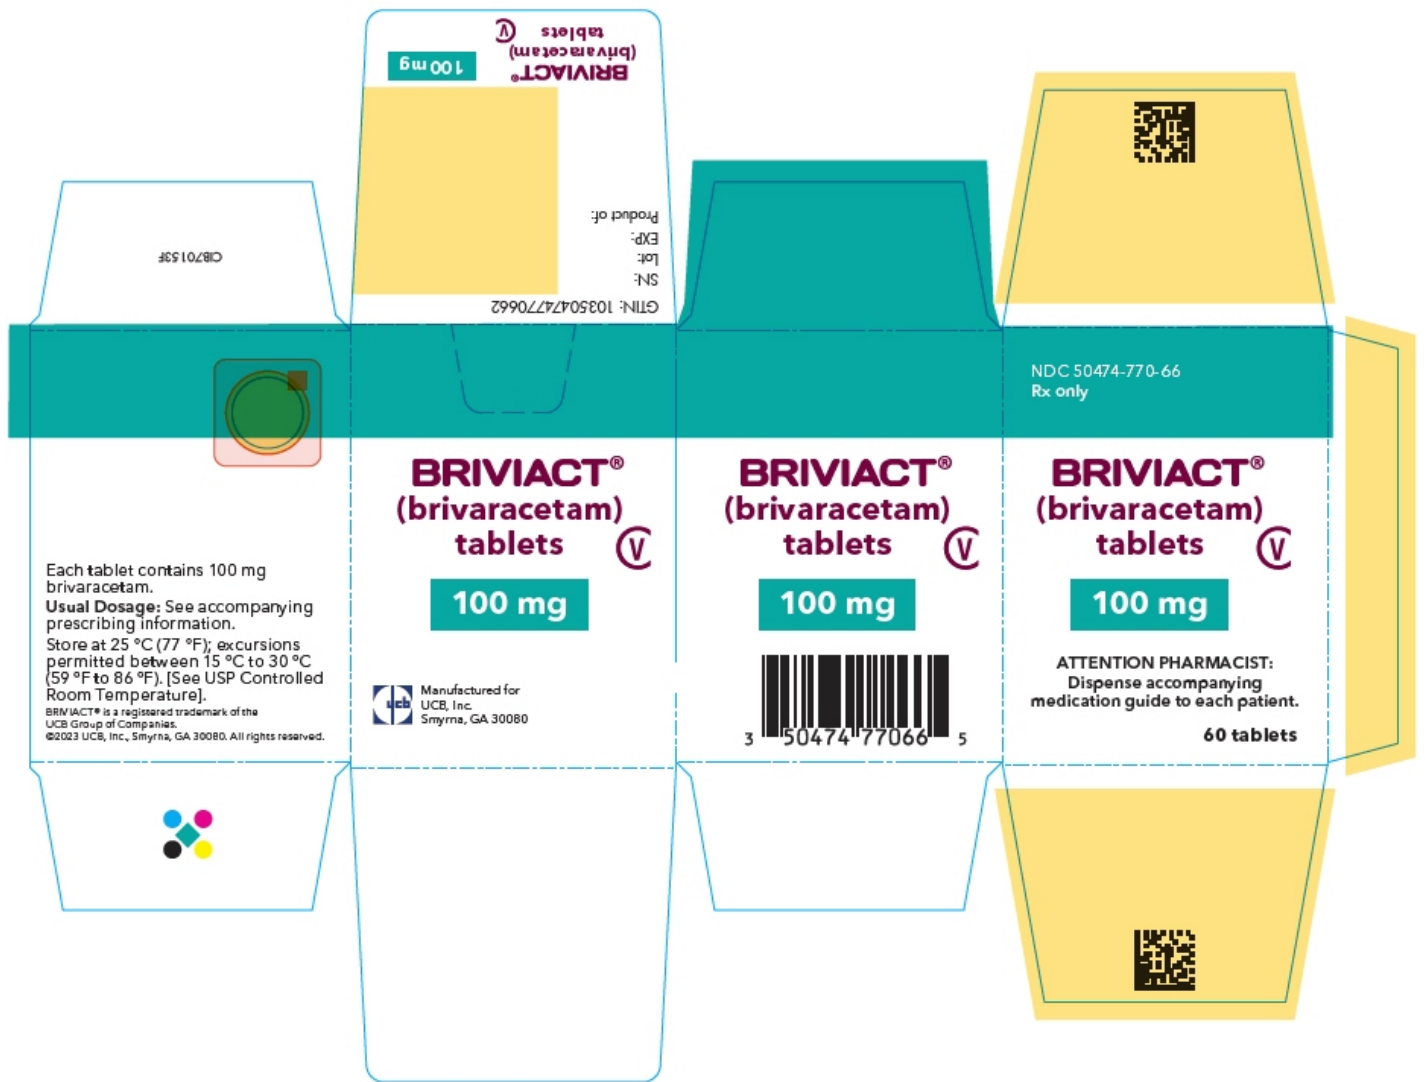 BRIVIACT®
(brivaracetam)
tablets CV
100 mg
Product of:
EXP:
Lot:
SN:
GTIN: 10350474770662
CIB70153F
Each tablet contains 100 mg
brivaracetam.
Usual Dosage: See accompanying
prescribing information.
Store at 25 °C (77 °F); excursions
permitted between 15 °C to 30 °C
(59 °F to 86 °F). [See USP Controlled
Room Temperature].
BRIVIACT® is a registered trademark of the
UCB Group of Companies.
©2023 UCB, Inc., Smyrna, GA 30080. All rights reserved.
BRIVIACT®
(brivaracetam)
tablets CV
100 mg
ucb
Manufactured for
UCB, Inc.
Smyrna, GA 30080
BRIVIACT®
(brivaracetam)
tablets CV
100 mg
3 50474 77066 5
NDC 50474-770-66
Rx only
BRIVIACT®
(brivaracetam)
tablets CV
100 mg
ATTENTION PHARMACIST:
Dispense accompanying
medication guide to each patient.
60 tablets